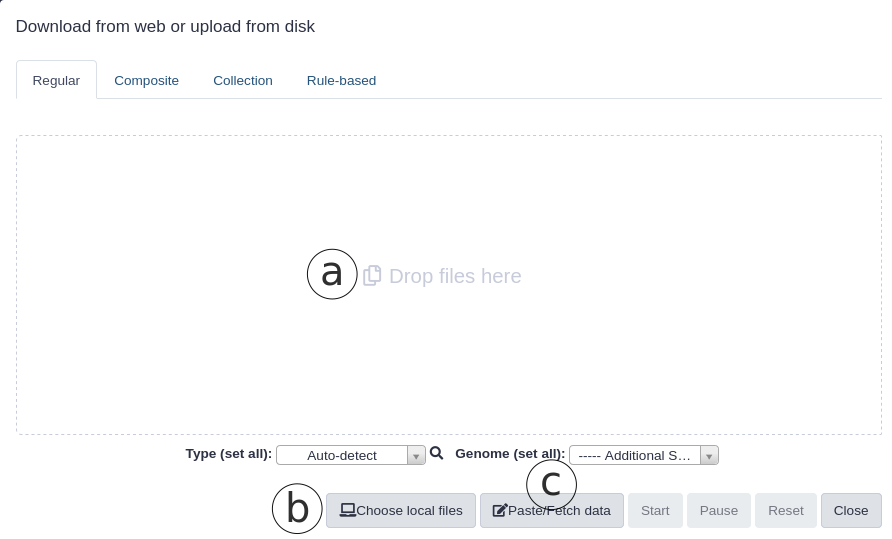 Download from web or upload from disk
Regular Composite Collection Rule-based
a Drop files here
Type (set all): Auto-detect Genome (set all): ----- Additional S...
c
b Choose local files Paste/Fetch data Start Pause Reset Close